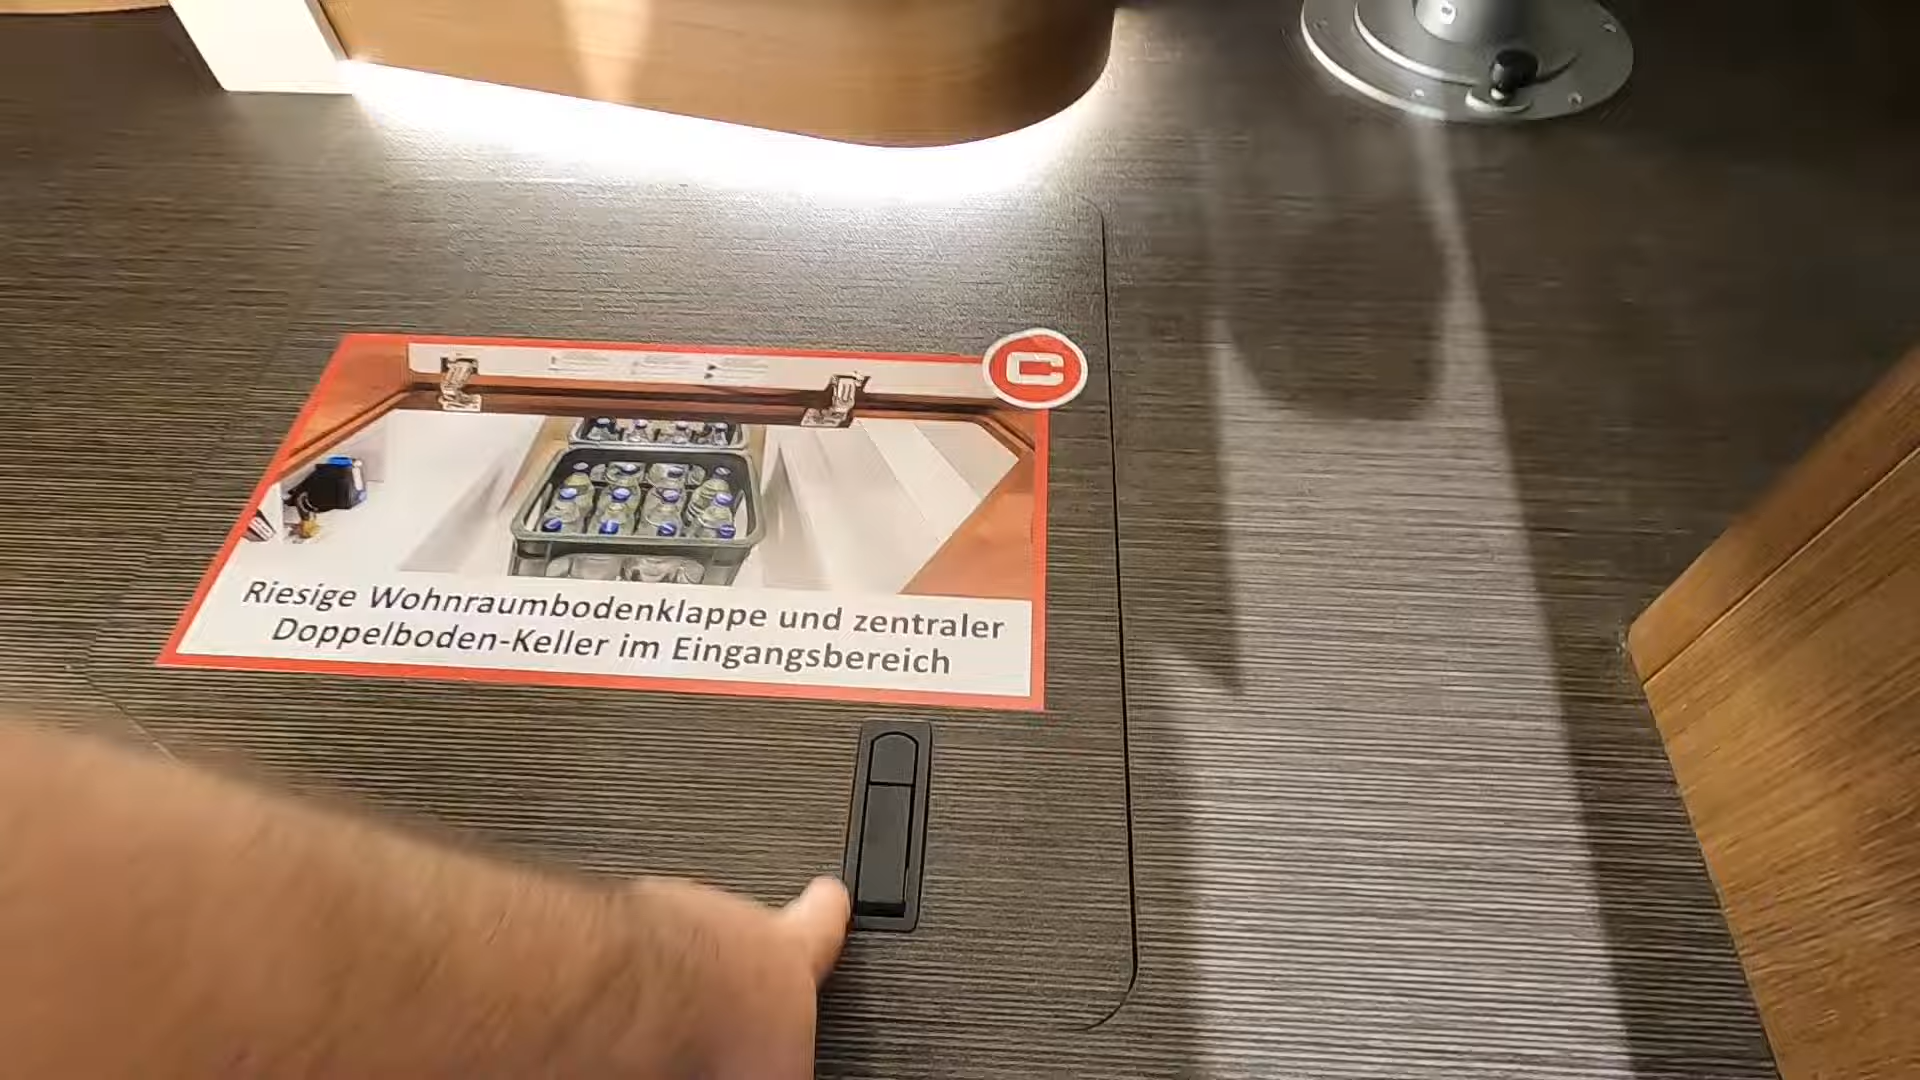 C
Riesige Wohnraumbodenklappe und zentraler
Doppelboden-Keller im Eingangsbereich